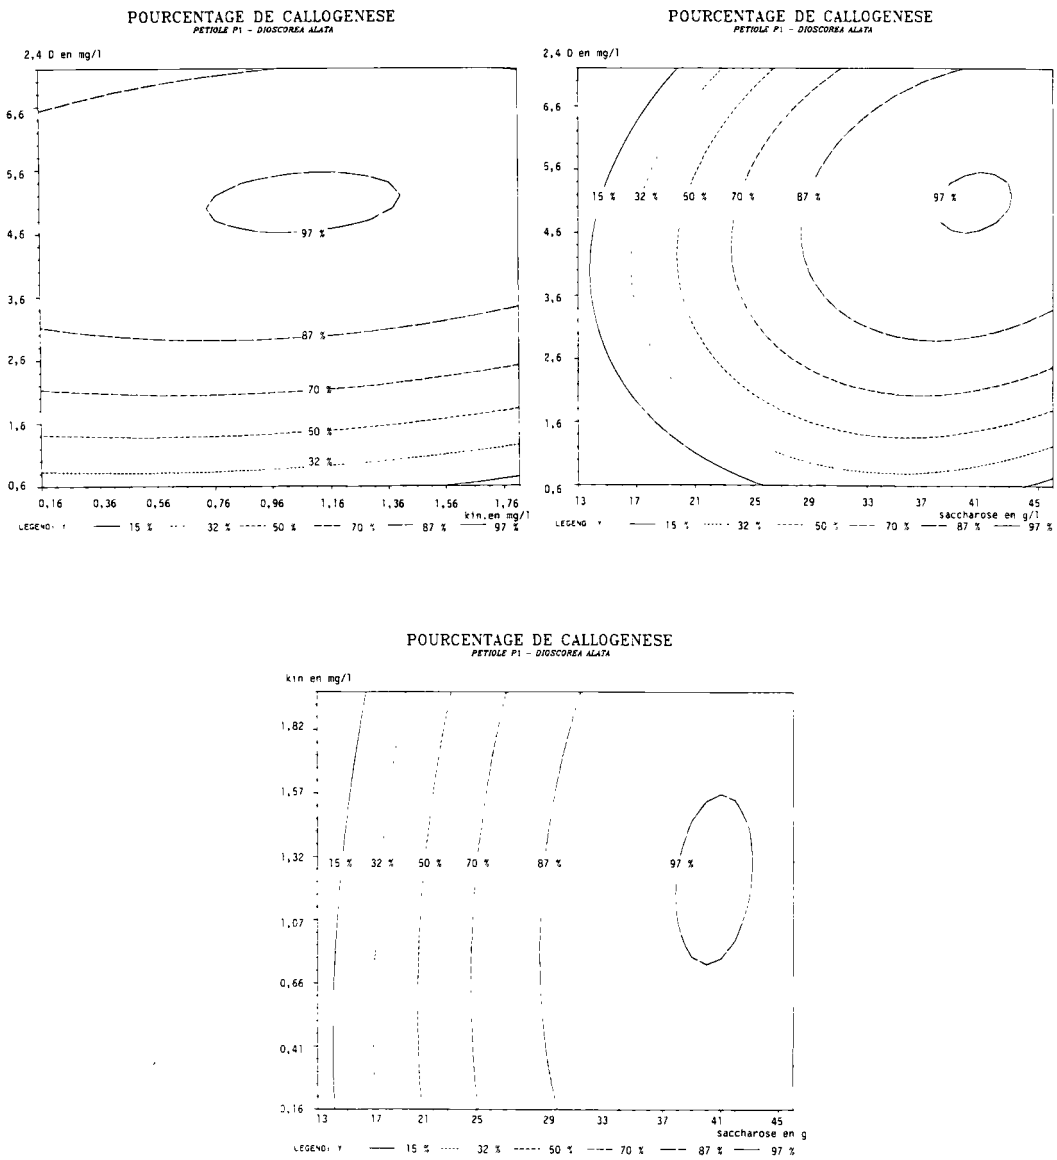 POURCENTAGE DE CALLOGENESE
PETIOLE P1 - DIOSCOREA ALATA
2,4 D en mg/l
6,6
5,6
4,6
3,6
2,6
1,6
0,6
97 %
87 %
70 %
50 %
32 %
0,16 0,36 0,76 0,96 1,16 1,36 1,56 1,76
kin.en mg/l
LEGEND: Y 15 % 32 % 50 % 70 % 87 % 97 %
POURCENTAGE DE CALLOGENESE
PETIOLE P1 - DIOSCOREA ALATA
2,4 D en mg/l
6,6
5,6
15 % 32 % 50 % 70 % 87 % 97 %
4,6
3,6
2,6
1,6
0,6
13 17 21 25 29 33 37 41 45
saccharose en g/l
LEGEND Y 15 % 32 % 50 % 70 % 87 % 97 %
POURCENTAGE DE CALLOGENESE
PETIOLE P1 - DIOSCOREA ALATA
kin en mg/l
1,82
1,57
1,32
15 % 32 % 50 % 70 % 87 % 97 %
1,07
0,66
0,41
0,16
13 17 21 25 29 33 37 41 45
saccharose en g
LEGEND: Y 15 % 32 % 50 % 70 % 87 % 97 %